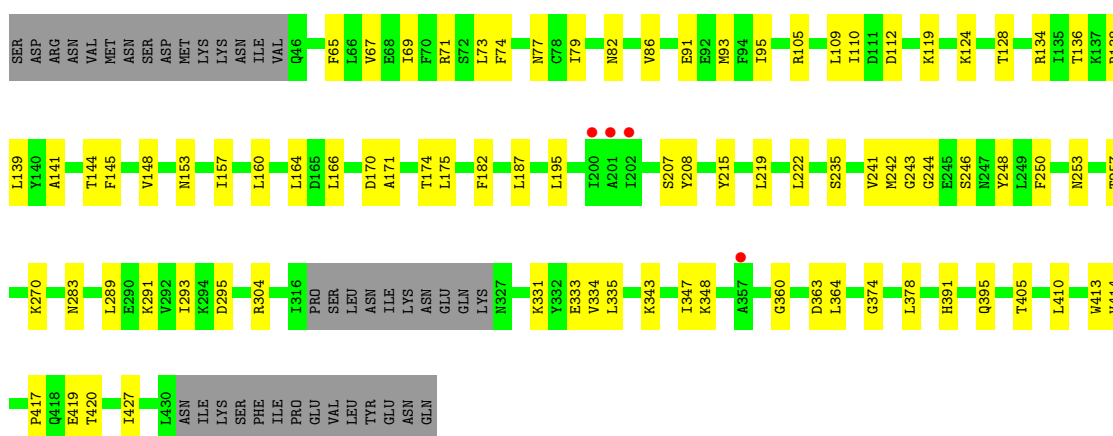 SER ASP ARG ASN VAL MET ASN ASN SER ASP MET LYS LYS ASN ILE VAL Q46 F65 L66 V67 E68 I69 F70 R71 S72 L73 F74 N77 C78 I79 N82 V86 E91 E92 M93 F94 I95 R105 L109 I110 D111 D112 K119 K124 T128 R134 I135 T136 K137
L139 Y140 A141 T144 F145 V148 N153 I157 L160 L164 D165 L166 D170 A171 T174 L175 F182 L187 L195 I200 A201 I202 S207 Y208 Y215 L219 L222 S235 V241 M242 G243 G244 E245 S246 N247 Y248 L249 F250 N253
K270 N283 L289 E290 K291 V292 I293 K294 D295 R304 I316 PRO SER LEU ASN ILE LYS ASN GLU GLN LYS N327 K331 Y332 E333 V334 L335 K343 I347 K348 A357 G360 D363 L364 G374 L378 H391 Q395 T405 L410 W413
P417 Q418 E419 T420 I427 L430 ASN ILE LYS SER PHE ILE PRO GLU VAL LEU TYR GLU ASN GLN